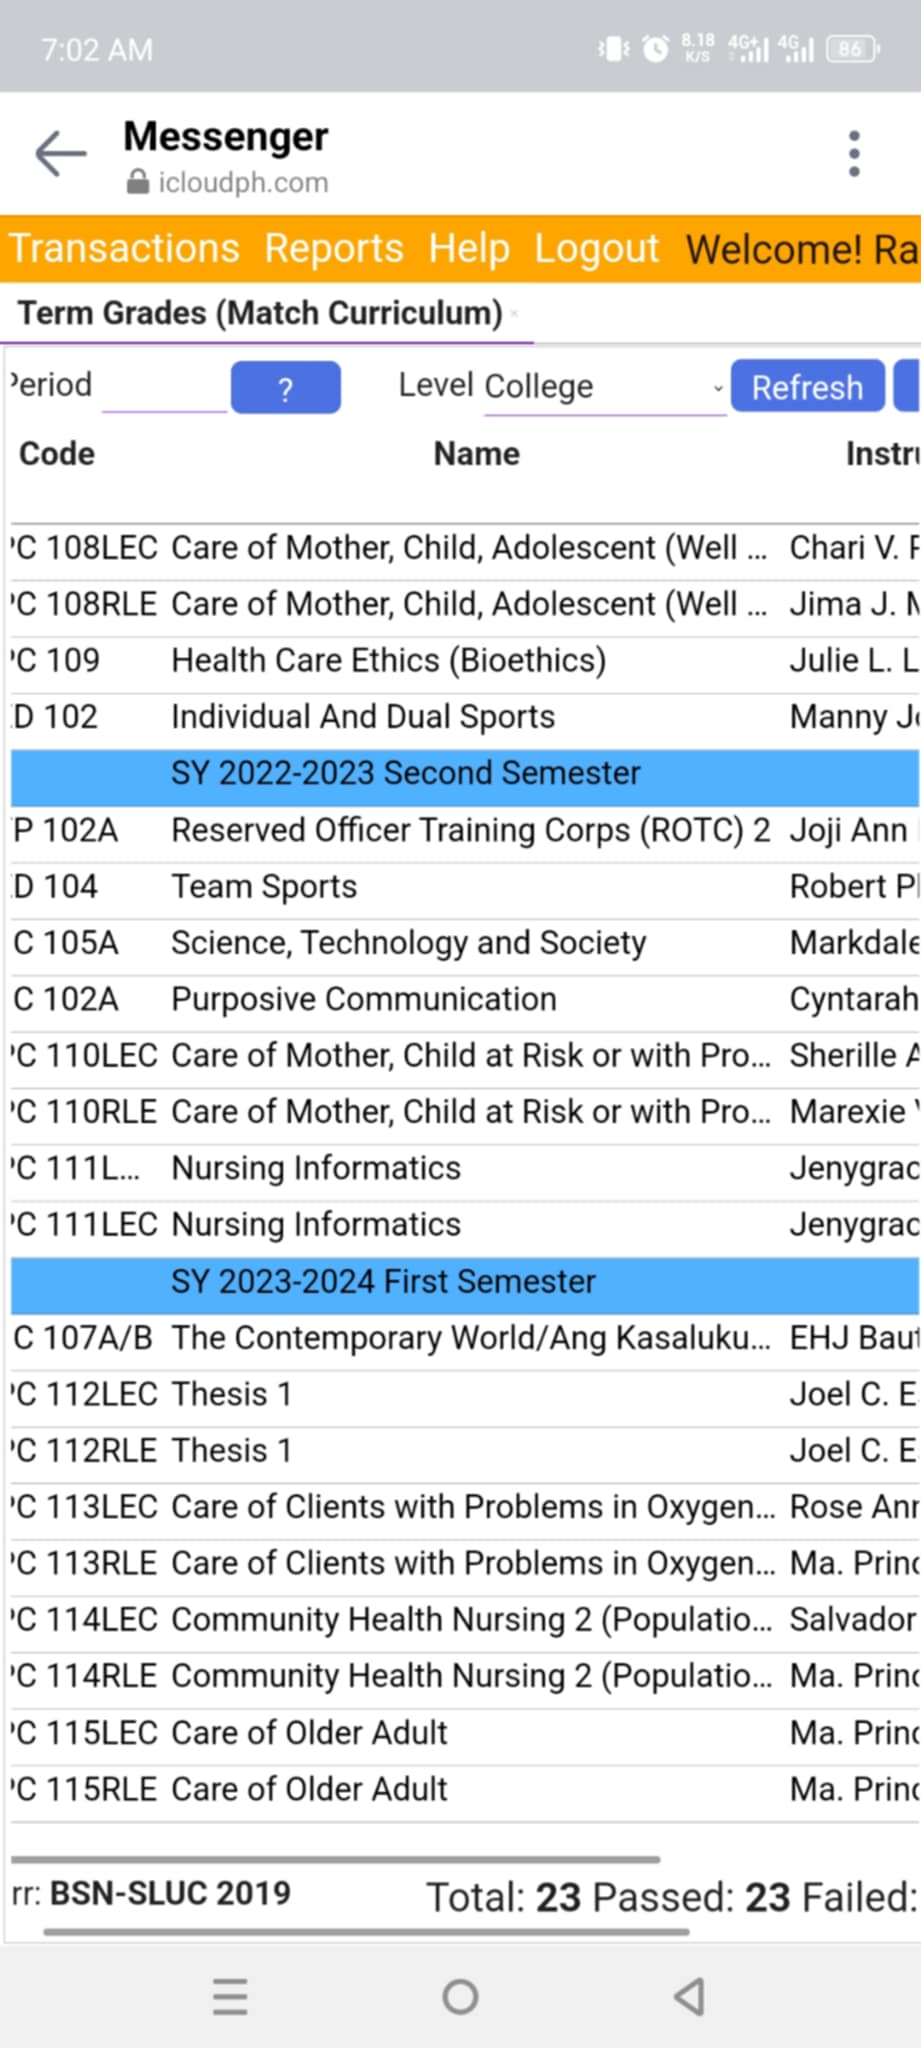 7:02 AM 8.18 K/S 4G+ 4G 86
Messenger
icloudph.com
Transactions Reports Help Logout Welcome! Ra
Term Grades (Match Curriculum) ×
Period ? Level College Refresh
Code Name Instru
C 108LEC Care of Mother, Child, Adolescent (Well ... Chari V.
C 108RLE Care of Mother, Child, Adolescent (Well ... Jima J.
C 109 Health Care Ethics (Bioethics) Julie L. L
D 102 Individual And Dual Sports Manny
SY 2022-2023 Second Semester
P 102A Reserved Officer Training Corps (ROTC) 2 Joji Ann
D 104 Team Sports Robert
C 105A Science, Technology and Society Markdale
C 102A Purposive Communication Cyntarah
C 110LEC Care of Mother, Child at Risk or with Pro... Sherille A
C 110RLE Care of Mother, Child at Risk or with Pro... Marexie
C 111L... Nursing Informatics Jenygrac
C 111LEC Nursing Informatics Jenygrac
SY 2023-2024 First Semester
C 107A/B The Contemporary World/Ang Kasaluku... EHJ Baut
C 112LEC Thesis 1 Joel C. E
C 112RLE Thesis 1 Joel C. E
C 113LEC Care of Clients with Problems in Oxygen... Rose Ann
C 113RLE Care of Clients with Problems in Oxygen... Ma. Princ
C 114LEC Community Health Nursing 2 (Populatio... Salvador
C 114RLE Community Health Nursing 2 (Populatio... Ma. Princ
C 115LEC Care of Older Adult Ma. Princ
C 115RLE Care of Older Adult Ma. Princ
rr: BSN-SLUC 2019 Total: 23 Passed: 23 Failed: